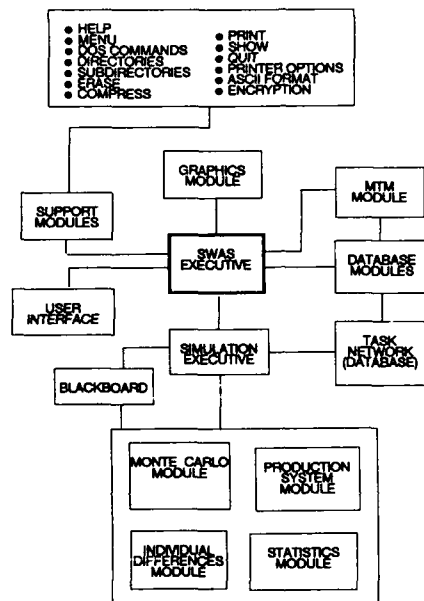 ● HELP
● MENU
● DOS COMMANDS
● DIRECTORIES
● SUBDIRECTORIES
● ERASE
● COMPRESS
● PRINT
● SHOW
● QUIT
● PRINTER OPTIONS
● ASCII FORMAT
● ENCRYPTION
GRAPHICS
MODULE
MTM
MODULE
SUPPORT
MODULES
SWAS
EXECUTIVE
DATABASE
MODULES
USER
INTERFACE
SIMULATION
EXECUTIVE
TASK
NETWORK
(DATABASE)
BLACKBOARD
MONTE CARLO
MODULE
PRODUCTION
SYSTEM
MODULE
INDIVIDUAL
DIFFERENCES
MODULE
STATISTICS
MODULE